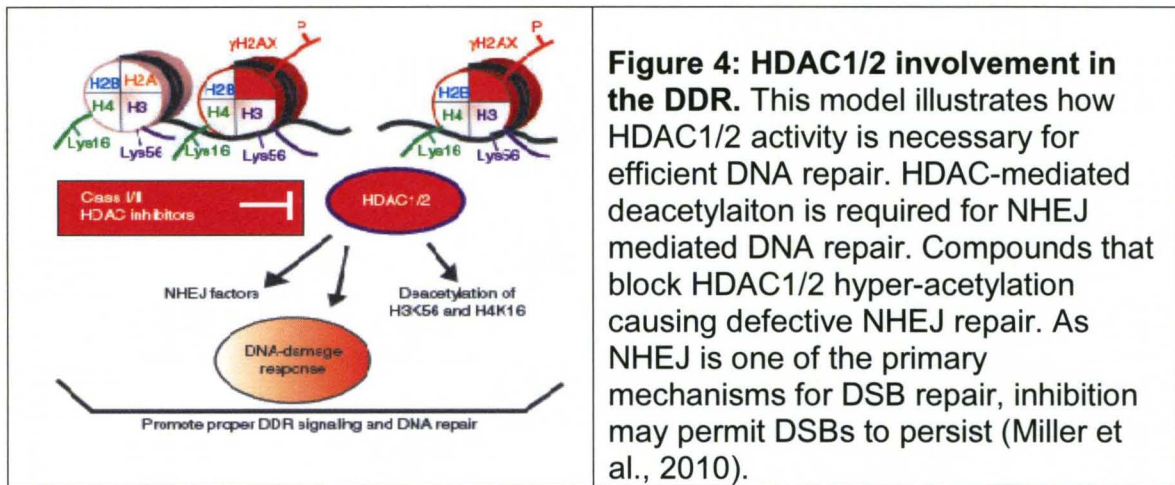 P
γH2AX
P
γH2AX
H2B H2A
H4 H3
H2B
H4 H3
H2B
H4 H3
Lys16
Lys56
Lys16
Lys56
Lys16
Lys56
Class I/II
HDAC inhibitors
HDAC1/2
NHEJ factors
Deacetylation of
H3K56 and H4K16
DNA-damage
response
Promote proper DDR signaling and DNA repair
Figure 4: HDAC1/2 involvement in
the DDR. This model illustrates how
HDAC1/2 activity is necessary for
efficient DNA repair. HDAC-mediated
deacetylaiton is required for NHEJ
mediated DNA repair. Compounds that
block HDAC1/2 hyper-acetylation
causing defective NHEJ repair. As
NHEJ is one of the primary
mechanisms for DSB repair, inhibition
may permit DSBs to persist (Miller et
al., 2010).